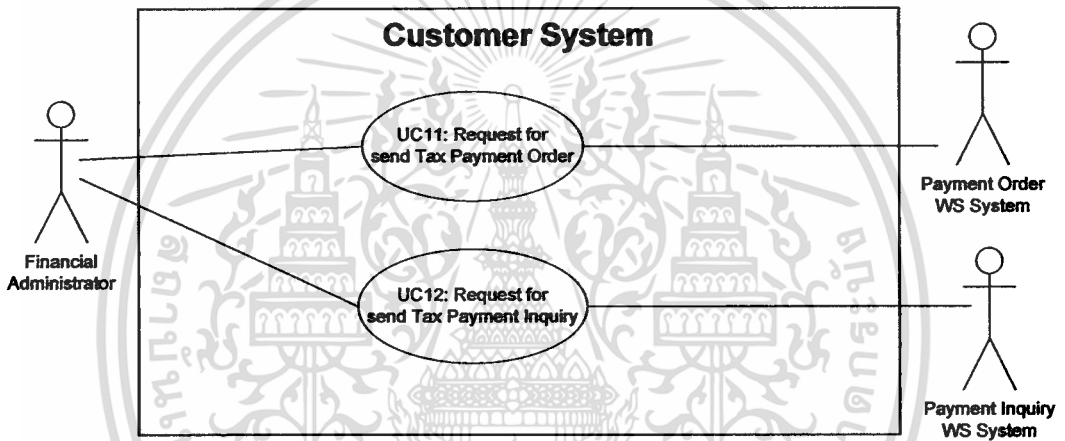 Customer System
UC11: Request for
send Tax Payment Order
Payment Order
WS System
Financial
Administrator
UC12: Request for
send Tax Payment Inquiry
Payment Inquiry
WS System